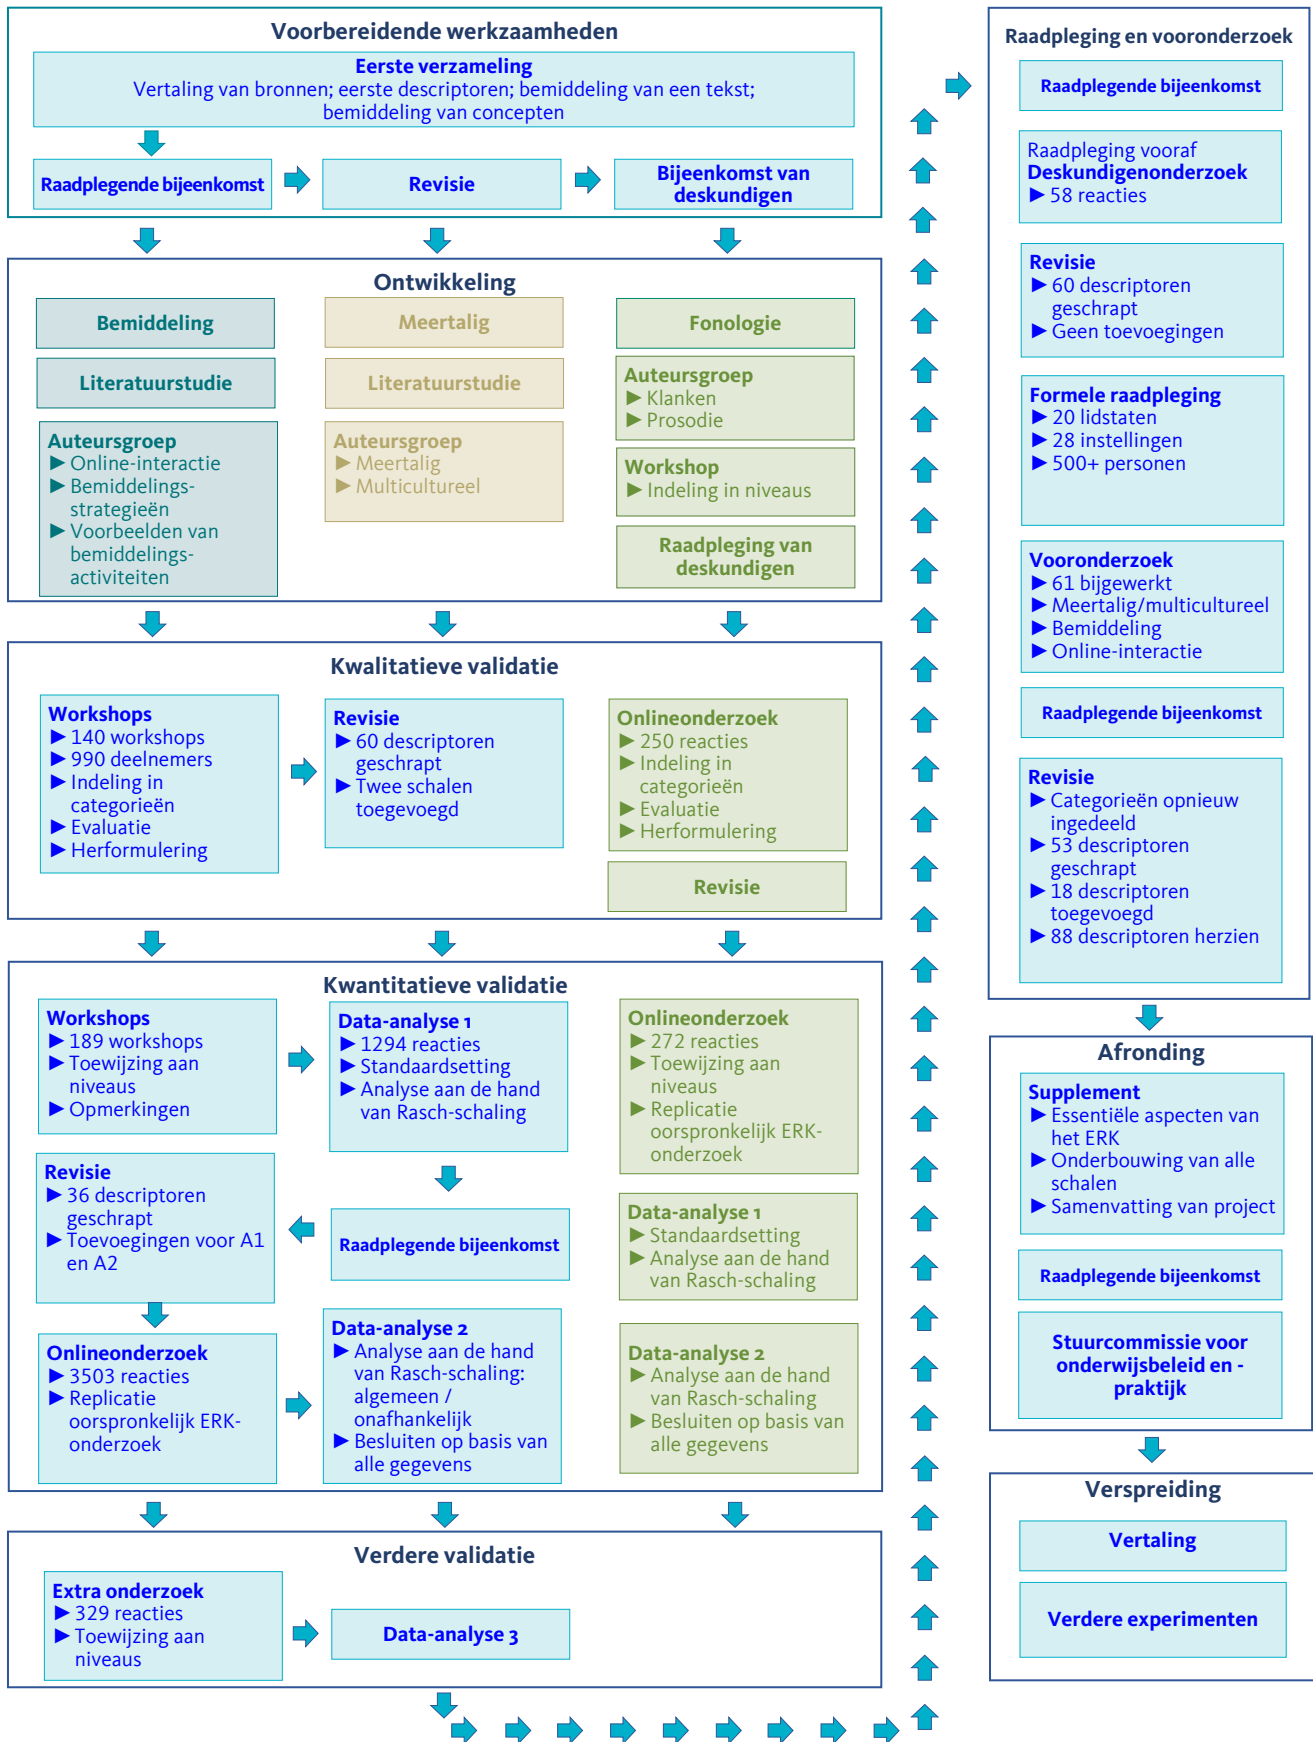 Voorbereidende werkzaamheden
Eerste verzameling
Vertaling van bronnen; eerste descriptoren; bemiddeling van een tekst;
bemiddeling van concepten
Raadplegende bijeenkomst
Revisie
Bijeenkomst van
deskundigen
Ontwikkeling
Bemiddeling
Literatuurstudie
Auteursgroep
► Online-interactie
► Bemiddelings-
strategieën
► Voorbeelden van
bemiddelings-
activiteiten
Meertalig
Literatuurstudie
Auteursgroep
► Meertalig
► Multicultureel
Fonologie
Auteursgroep
► Klanken
► Prosodie
Workshop
► Indeling in niveaus
Raadpleging van
deskundigen
Kwalitatieve validatie
Workshops
► 140 workshops
► 990 deelnemers
► Indeling in
categorieën
► Evaluatie
► Herformulering
Revisie
► 60 descriptoren
geschrapt
► Twee schalen
toegevoegd
Onlineonderzoek
► 250 reacties
► Indeling in
categorieën
► Evaluatie
► Herformulering
Revisie
Kwantitatieve validatie
Workshops
► 189 workshops
► Toewijzing aan
niveaus
► Opmerkingen
Data-analyse 1
► 1294 reacties
► Standaardsetting
► Analyse aan de hand
van Rasch-schaling
Revisie
► 36 descriptoren
geschrapt
► Toevoegingen voor A1
en A2
Raadplegende bijeenkomst
Onlineonderzoek
► 3503 reacties
► Replicatie
oorspronkelijk ERK-
onderzoek
Data-analyse 2
► Analyse aan de hand
van Rasch-schaling:
algemeen /
onafhankelijk
► Besluiten op basis van
alle gegevens
Onlineonderzoek
► 272 reacties
► Toewijzing aan
niveaus
► Replicatie
oorspronkelijk ERK-
onderzoek
Data-analyse 1
► Standaardsetting
► Analyse aan de hand
van Rasch-schaling
Data-analyse 2
► Analyse aan de hand
van Rasch-schaling
► Besluiten op basis van
alle gegevens
Verdere validatie
Extra onderzoek
► 329 reacties
► Toewijzing aan
niveaus
Data-analyse 3
Raadpleging en vooronderzoek
Raadplegende bijeenkomst
Raadpleging vooraf
Deskundigenonderzoek
► 58 reacties
Revisie
► 60 descriptoren
geschrapt
► Geen toevoegingen
Formele raadpleging
► 20 lidstaten
► 28 instellingen
► 500+ personen
Vooronderzoek
► 61 bijgewerkt
► Meertalig/multicultureel
► Bemiddeling
► Online-interactie
Raadplegende bijeenkomst
Revisie
► Categorieën opnieuw
ingedeeld
► 53 descriptoren
geschrapt
► 18 descriptoren
toegevoegd
► 88 descriptoren herzien
Afronding
Supplement
► Essentiële aspecten van
het ERK
► Onderbouwing van alle
schalen
► Samenvatting van project
Raadplegende bijeenkomst
Stuurcommissie voor
onderwijsbeleid en -
praktijk
Verspreiding
Vertaling
Verdere experimenten